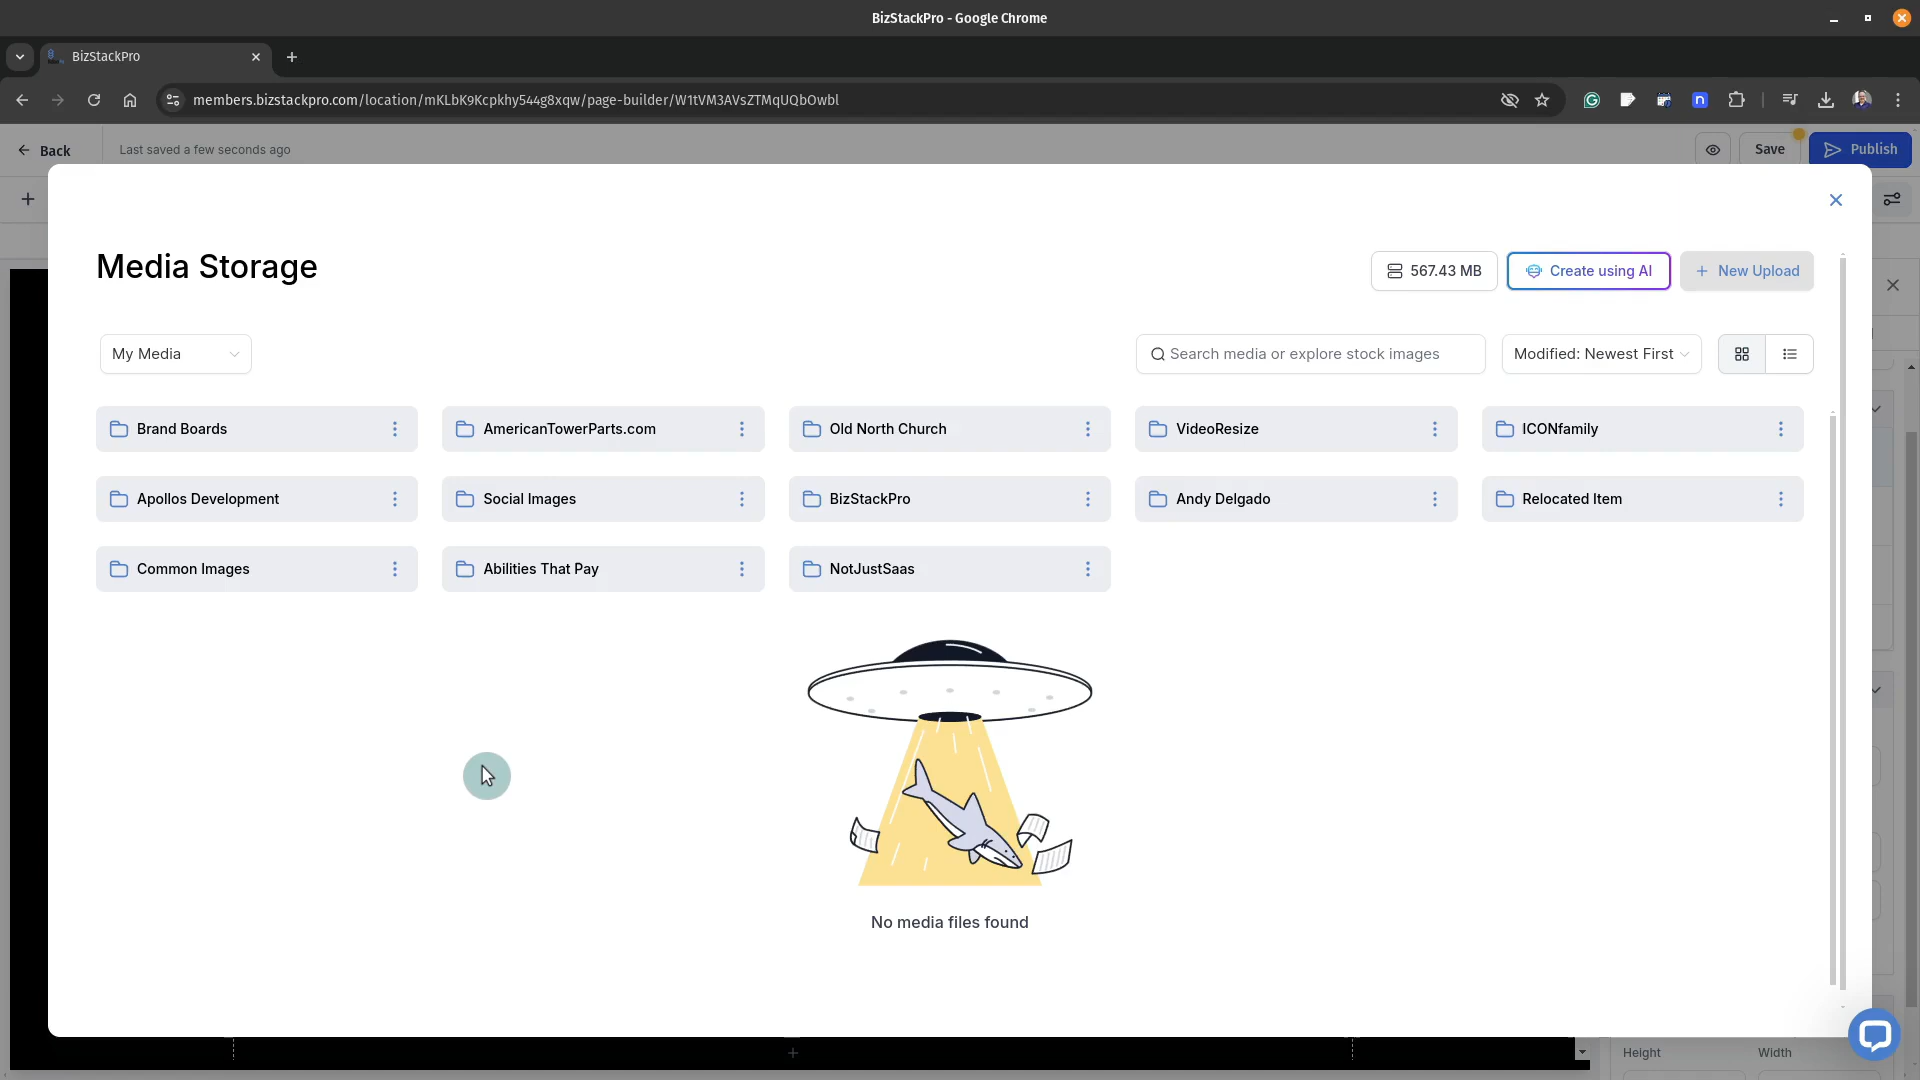 BizStackPro - Google Chrome
BizStackPro
members.bizstackpro.com/location/mKLbK9Kcpkhy544g8xqw/page-builder/W1tVM3AVsZTMqUQbOwbl
Back
Last saved a few seconds ago
Save
Publish
Media Storage
567.43 MB
Create using AI
New Upload
My Media
Search media or explore stock images
Modified: Newest First
Brand Boards
AmericanTowerParts.com
Old North Church
VideoResize
ICONfamily
Apollos Development
Social Images
BizStackPro
Andy Delgado
Relocated Item
Common Images
Abilities That Pay
NotJustSaas
No media files found
Height
Width